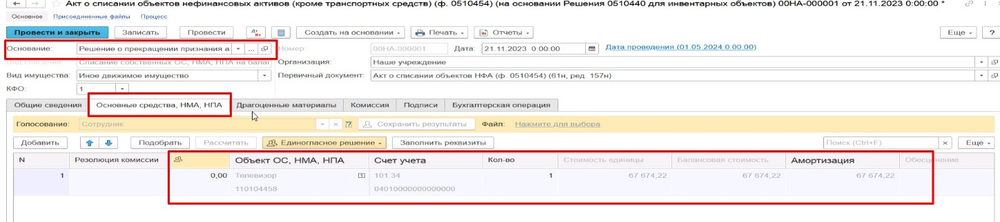 Акт о списании объектов нефинансовых активов (кроме транспортных средств) (ф. 0510454) (на основании Решения 0510440 для инвентарных объектов) 00НА-000001 от 21.11.2023 0:00:00 *
Основное Присоединенные файлы Процесс
Провести и закрыть Записать Провести Дт Кт Создать на основании Печать Отчеты Еще ?
Основание: Решение о прекращении признания а ... Номер: 00НА-000001 Дата: 21.11.2023 0:00:00 Дата проведения (01.05.2024 0:00:00)
Вид списания: Списание собственных ОС, НМА, НПА на балан Организация: Наше учреждение
Вид имущества: Иное движимое имущество Первичный документ: Акт о списании объектов НФА (ф. 0510454) (61н, ред. 157н)
КФО: 1
Общие сведения Основные средства, НМА, НПА Драгоценные материалы Комиссия Подписи Бухгалтерская операция
Голосование: Сотрудник ? Сохранить результаты Файл: Нажмите для выбора
Добавить Подобрать Рассчитать Единогласное решение Заполнить реквизиты Поиск (Ctrl+F) × Еще
N Резолюция комиссии Объект ОС, НМА, НПА Счет учета Кол-во Стоимость единицы Балансовая стоимость Амортизация Обесценение
1 0,00 Телевизор 101.34 1 67 674,22 67 674,22 67 674,22
110104458 04010000000000000